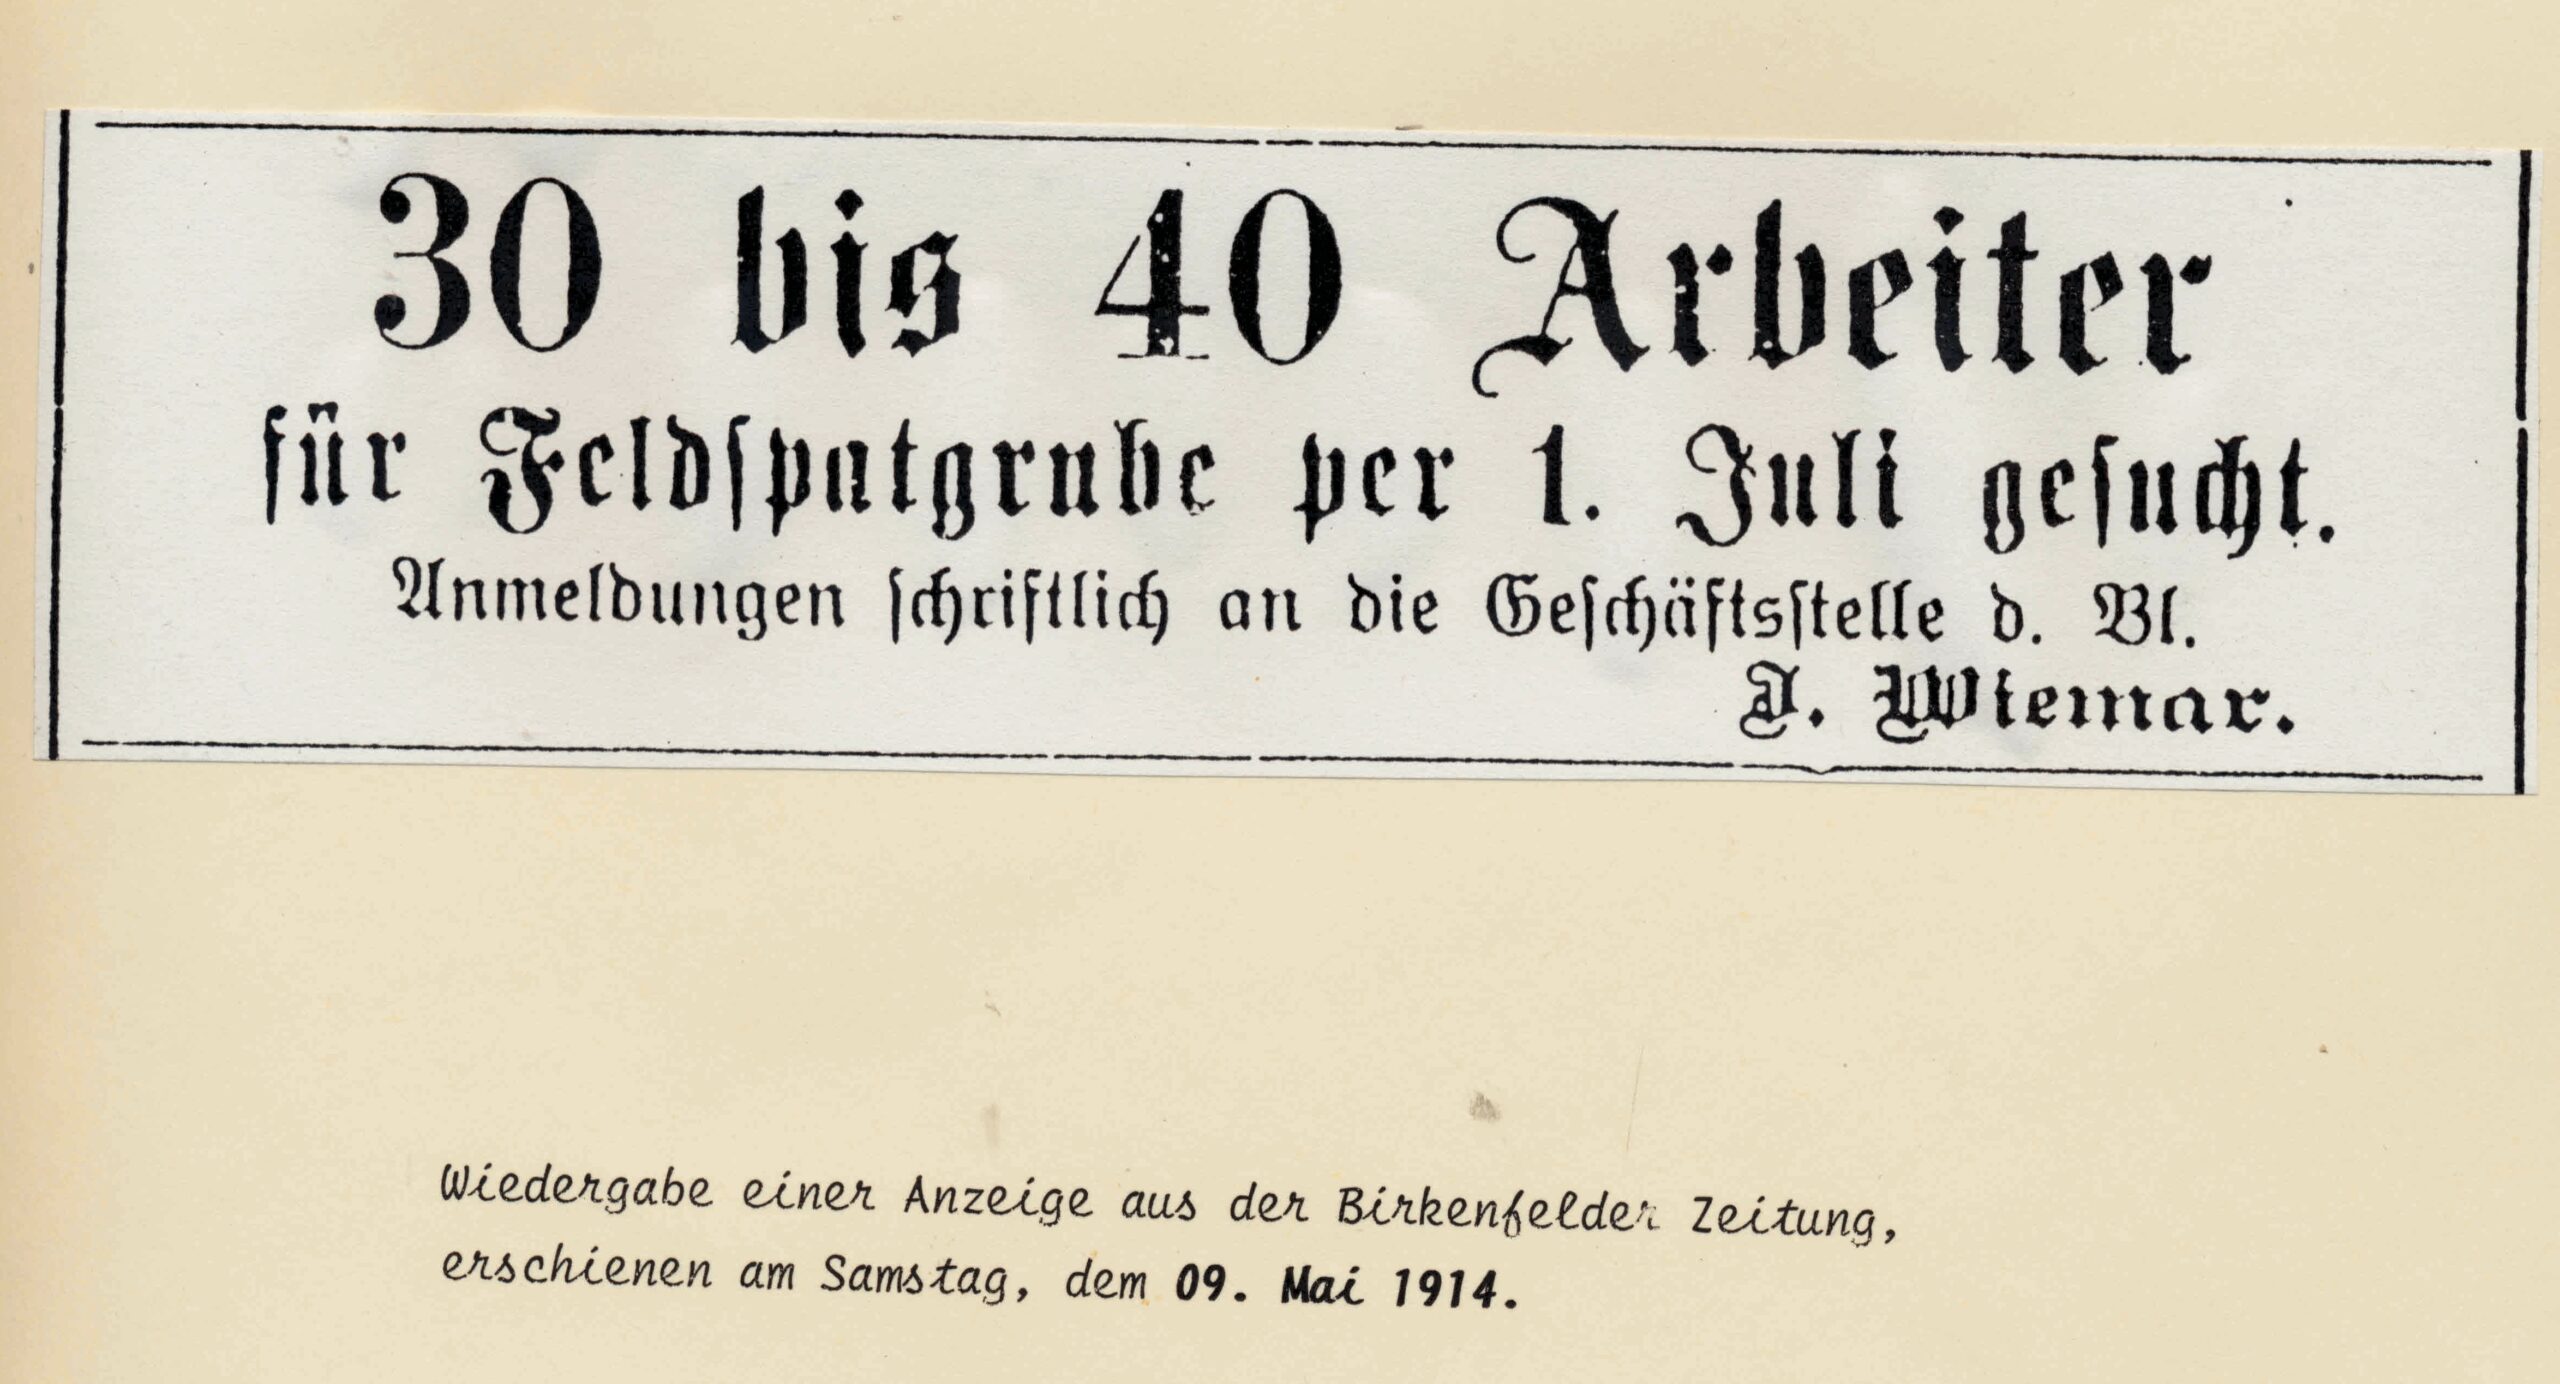 30 bis 40 Arbeiter
für Feldſpatgrube per 1. Juli geſucht.
Anmeldungen ſchriftlich an die Geſchäftsſtelle d. Bl.
J. Wiemar.
Wiedergabe einer Anzeige aus der Birkenfelder Zeitung,
erschienen am Samstag, dem 09. Mai 1914.